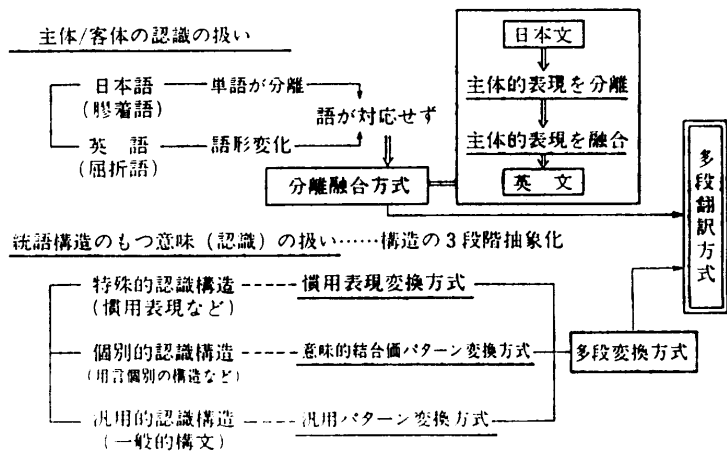 主体/客体の認識の扱い
日本文
主体的表現を分離
主体的表現を融合
英 文
日本語
(膠着語)
単語が分離
英 語
(屈折語)
語形変化
語が対応せず
分離融合方式
多段翻訳方式
統語構造のもつ意味(認識)の扱い……構造の3段階抽象化
特殊的認識構造
(慣用表現など)
慣用表現変換方式
個別的認識構造
(用言個別の構造など)
意味的結合価パターン変換方式
多段変換方式
汎用的認識構造
(一般的構文)
汎用パターン変換方式